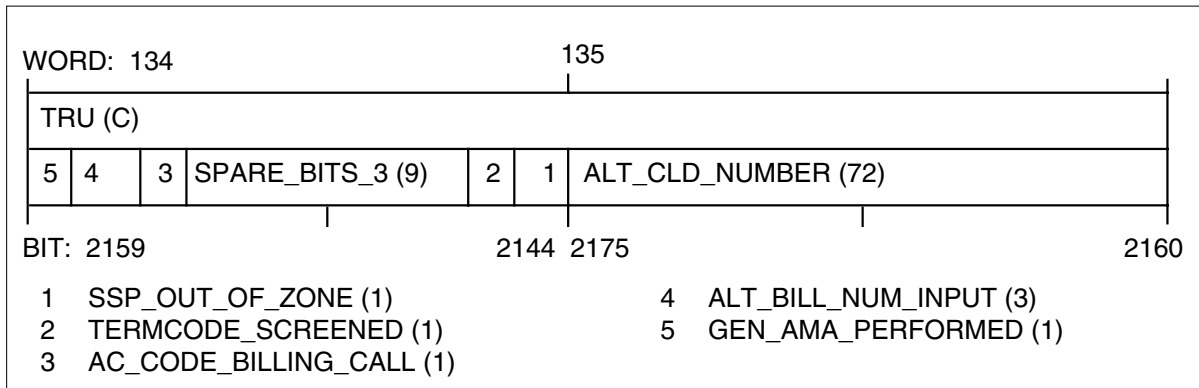 WORD: 134 135
TRU (C)
5 4 3 SPARE_BITS_3 (9) 2 1 ALT_CLD_NUMBER (72)
BIT: 2159 2144 2175 2160
1 SSP_OUT_OF_ZONE (1) 4 ALT_BILL_NUM_INPUT (3)
2 TERMCODE_SCREENED (1) 5 GEN_AMA_PERFORMED (1)
3 AC_CODE_BILLING_CALL (1)